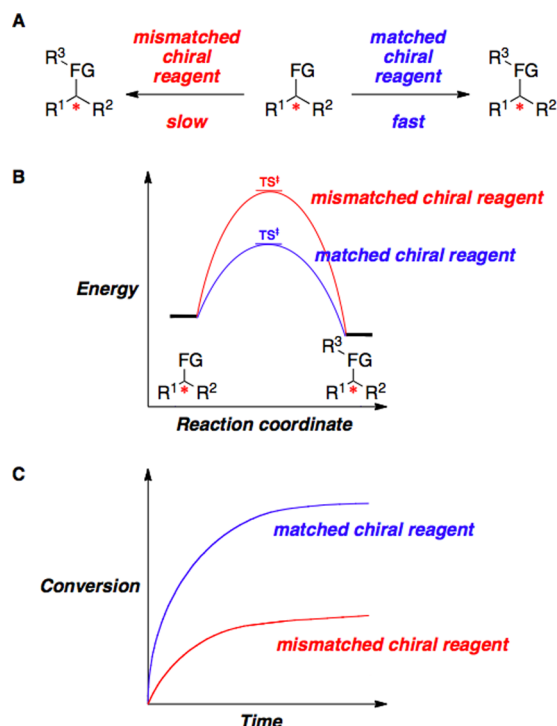 A
mismatched
chiral
reagent
slow
matched
chiral
reagent
fast
R³
FG
R¹ * R²
FG
R¹ * R²
R³
FG
R¹ * R²
B
TS‡
mismatched chiral reagent
TS‡
matched chiral reagent
Energy
FG
R¹ * R²
R³
FG
R¹ * R²
Reaction coordinate
C
matched chiral reagent
Conversion
mismatched chiral reagent
Time